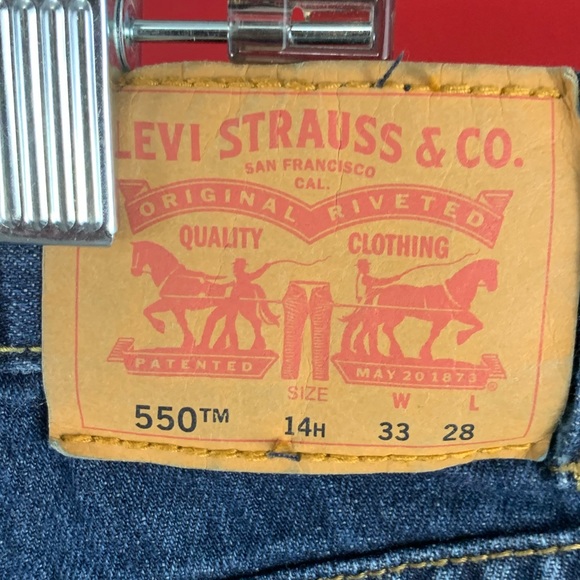 LEVI STRAUSS & CO.
SAN FRANCISCO
CAL.
ORIGINAL RIVETED
QUALITY CLOTHING
PATENTED MAY 20 1873 ®
SIZE W L
550™ 14H 33 28